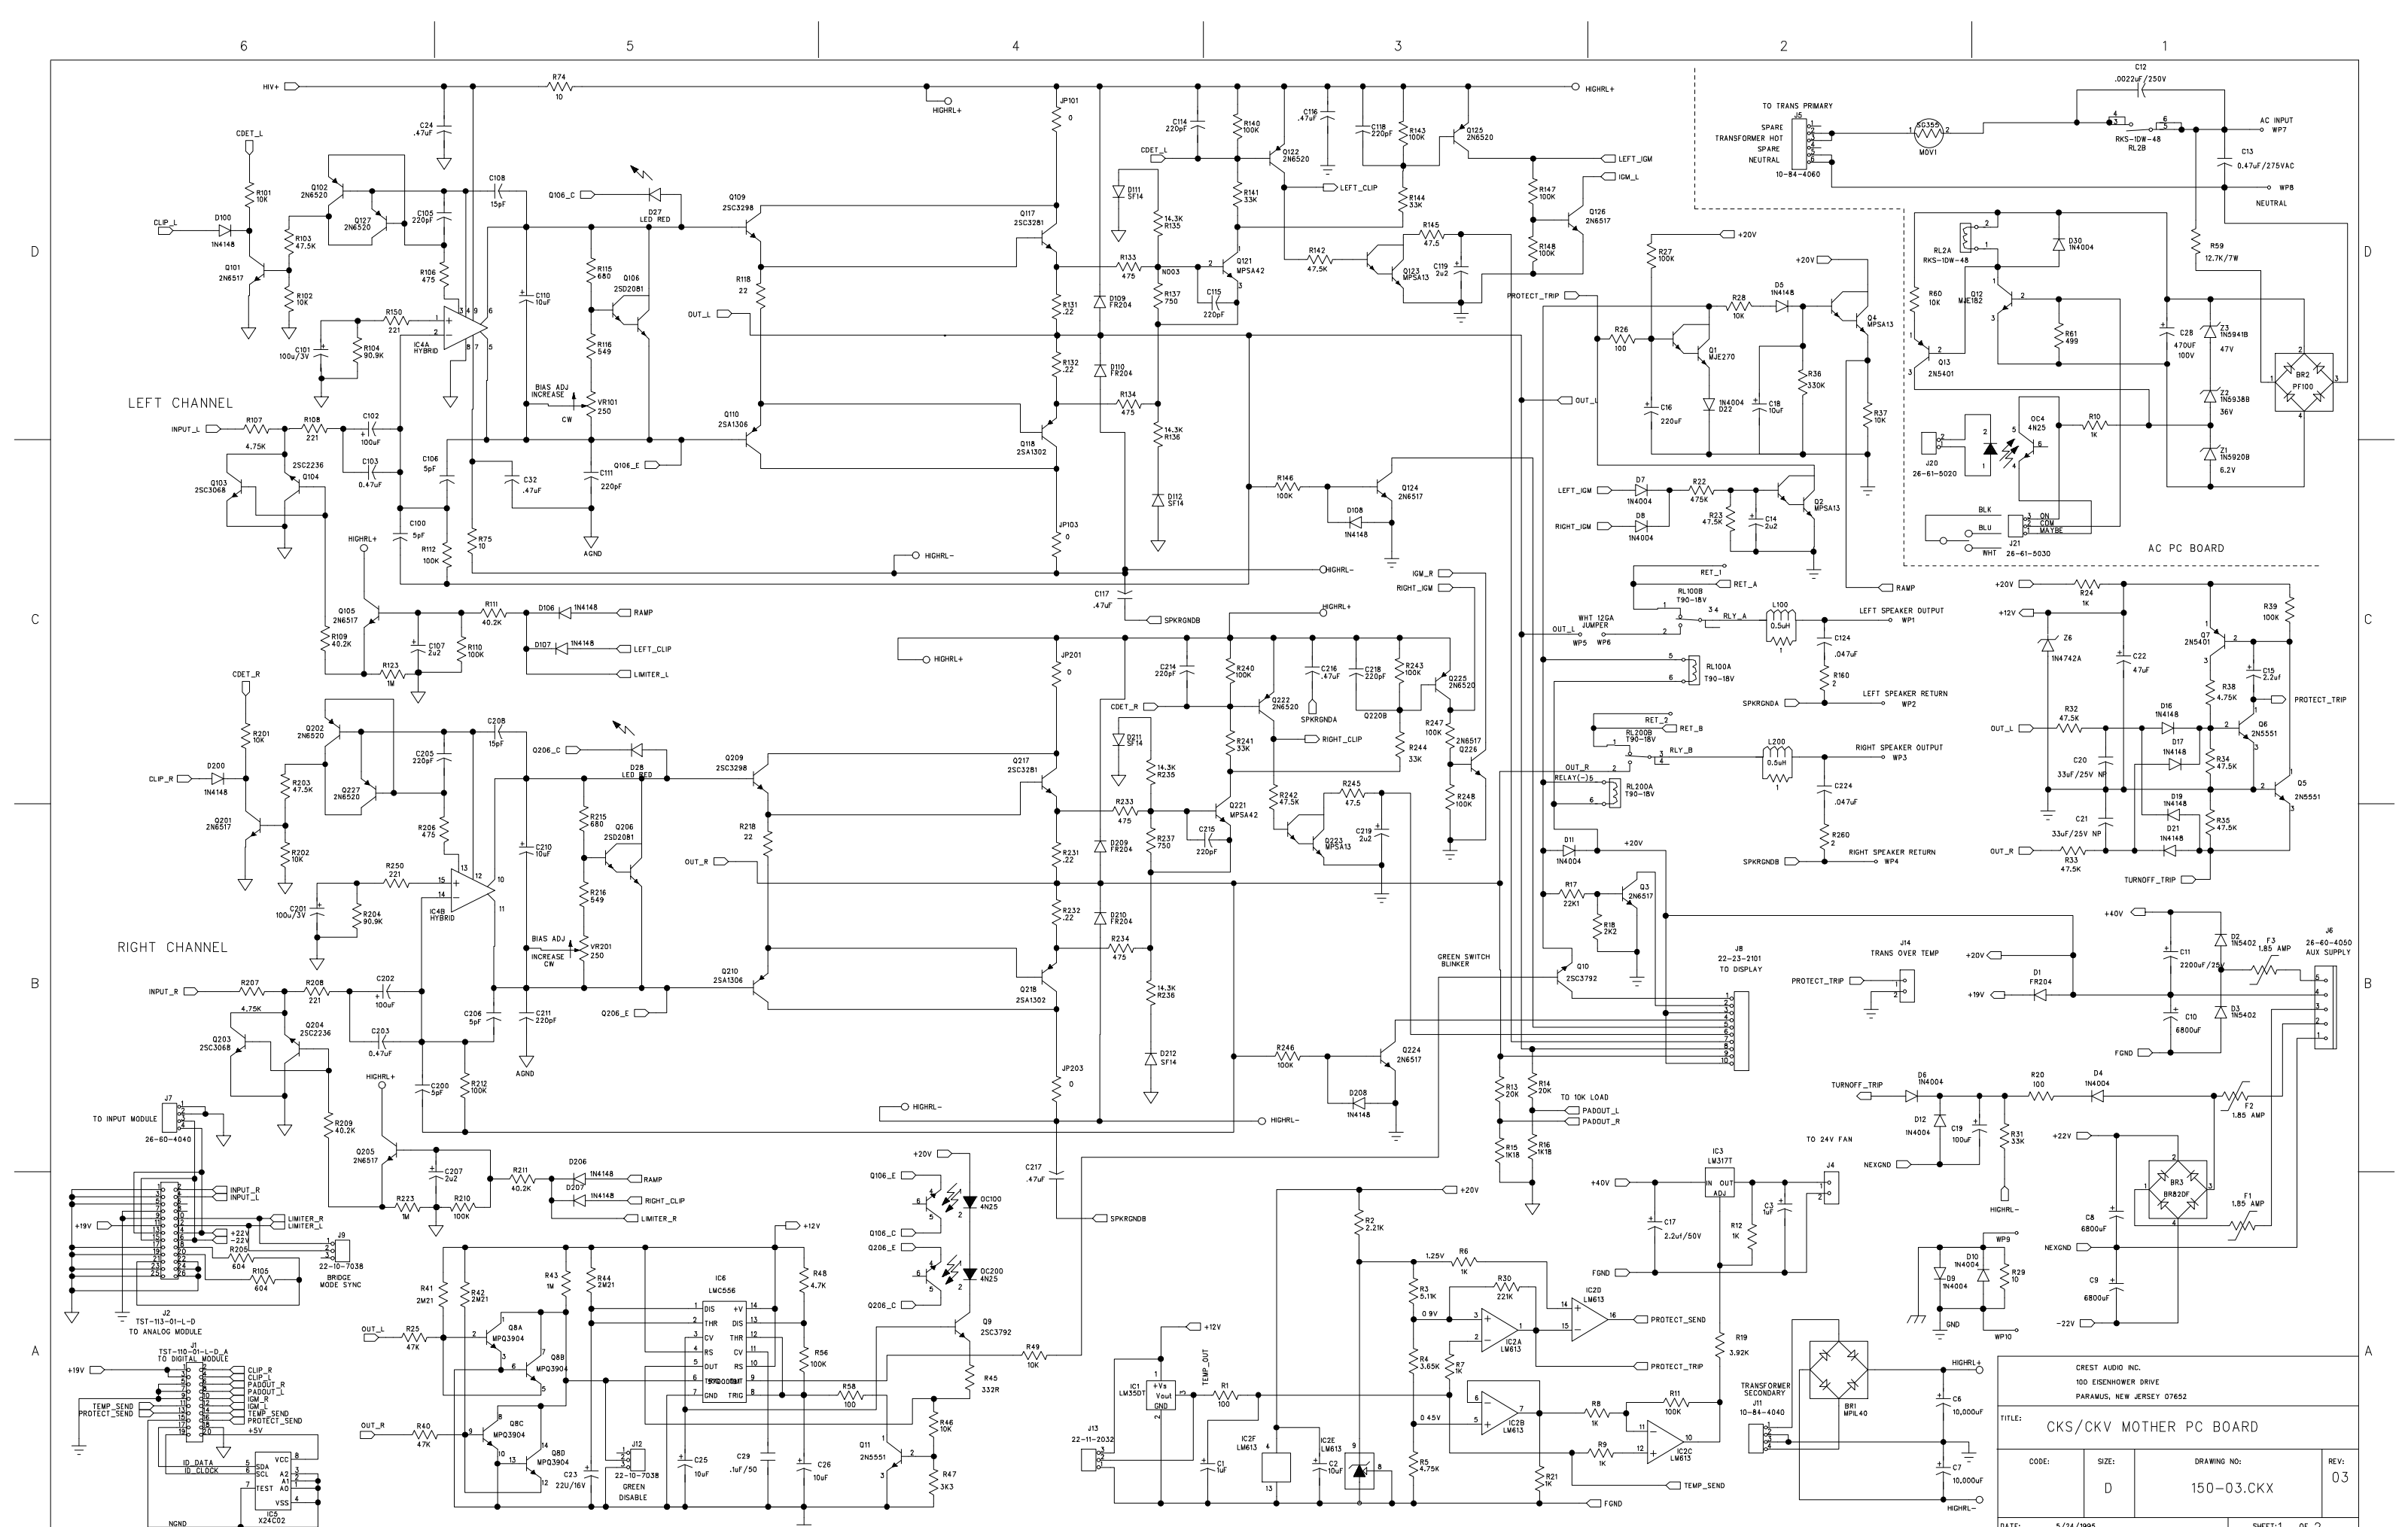 6 5 4 3 2 1
D
C
B
A
HIV+
R74
10
HIGHRL+
JP101
0
C24
.47uF
CDET_L
R101
10K
Q102
2N6520
Q127
2N6520
C105
220pF
C108
15pF
CLIP_L
D100
1N4148
R103
47.5K
Q101
2N6517
R102
10K
R106
475
R150
221
C101
100u/3V
R104
90.9K
IC4A
HYBRID
C110
10uF
R115
680
Q106
2SD2081
R116
549
BIAS ADJ
INCREASE
CW
VR101
250
Q106_C
D27
LED RED
Q109
2SC3298
R118
22
OUT_L
Q110
2SA1306
Q106_E
Q117
2SC3281
R131
.22
R132
.22
Q118
2SA1302
JP103
0
LEFT CHANNEL
INPUT_L
R107
4.75K
R108
221
C102
100uF
C103
0.47uF
2SC2236
Q104
Q103
2SC3068
C106
5pF
C100
5pF
R112
100K
R75
10
C32
.47uF
C111
220pF
AGND
HIGHRL+
HIGHRL-
C114
220pF
R140
100K
Q122
2N6520
C116
.47uF
C118
220pF
R143
100K
Q125
2N6520
HIGHRL+
CDET_L
D111
SF14
14.3K
R135
R141
33K
LEFT_CLIP
R144
33K
LEFT_IGM
IGM_L
R147
100K
Q126
2N6517
R148
100K
R133
475
N003
R137
750
Q121
MPSA42
C115
220pF
R142
47.5K
R145
47.5
Q123
MPSA13
C119
2u2
D109
FR204
D110
FR204
R134
475
14.3K
R136
D112
SF14
R146
100K
D108
1N4148
Q124
2N6517
HIGHRL-
C117
.47uF
SPKRGNDB
PROTECT_TRIP
OUT_L
R27
100K
+20V
R26
100
Q1
MJE270
R28
10K
D5
1N4148
+20V
Q4
MPSA13
C16
220uF
1N4004
D22
C18
10uF
R36
330K
R37
10K
LEFT_IGM
D7
1N4004
RIGHT_IGM
D8
1N4004
R22
475K
R23
47.5K
C14
2u2
Q2
MPSA13
RAMP
TO TRANS PRIMARY
J5
SPARE
TRANSFORMER HOT
SPARE
NEUTRAL
10-84-4060
SG355
MOV1
C12
.0022uF/250V
RKS-1DW-48
RL2B
AC INPUT
WP7
C13
0.47uF/275VAC
WP8
NEUTRAL
RL2A
RKS-1DW-48
D30
1N4004
R59
12.7K/7W
R60
10K
Q12
MJE182
R61
499
C28
470UF
100V
Z3
1N5941B
47V
Z2
1N5938B
36V
Z1
1N5920B
6.2V
BR2
PF100
Q13
2N5401
OC4
4N25
R10
1K
J20
26-61-5020
BLK
BLU
WHT
ON
COM
MAYBE
J21
26-61-5030
AC PC BOARD
Q105
2N6517
R109
40.2K
R123
1M
C107
2u2
R110
100K
R111
40.2K
D106
1N4148
RAMP
D107
1N4148
LEFT_CLIP
LIMITER_L
RET_1
RET_A
RL100B
T90-18V
WHT 12GA
JUMPER
OUT_L
WP5
WP6
RLY_A
L100
0.5uH
1
LEFT SPEAKER OUTPUT
WP1
C124
.047uF
R160
2
LEFT SPEAKER RETURN
SPKRGNDA
WP2
RL100A
T90-18V
RET_2
RET_B
RL200B
T90-18V
OUT_R
RELAY(-)
RLY_B
L200
0.5uH
1
RIGHT SPEAKER OUTPUT
WP3
C224
.047uF
R260
2
RIGHT SPEAKER RETURN
SPKRGNDB
WP4
RL200A
T90-18V
D11
1N4004
+20V
+20V
R24
1K
+12V
Z6
1N4742A
C22
47uF
Q7
2N5401
R39
100K
R38
4.75K
C15
2.2uf
PROTECT_TRIP
OUT_L
R32
47.5K
D16
1N4148
D17
1N4148
Q6
2N5551
C20
33uF/25V NP
R34
47.5K
D19
1N4148
Q5
2N5551
C21
33uF/25V NP
D21
1N4148
R35
47.5K
OUT_R
R33
47.5K
TURNOFF_TRIP
CDET_R
R201
10K
Q202
2N6520
Q227
2N6520
C205
220pF
C208
15pF
CLIP_R
D200
1N4148
R203
47.5K
Q201
2N6517
R202
10K
R206
475
R250
221
C201
100u/3V
R204
90.9K
IC4B
HYBRID
C210
10uF
R215
680
Q206
2SD2081
R216
549
BIAS ADJ
INCREASE
CW
VR201
250
Q206_C
D28
LED RED
Q209
2SC3298
R218
22
OUT_R
Q210
2SA1306
Q206_E
Q217
2SC3281
R231
.22
R232
.22
Q218
2SA1302
JP201
0
JP203
0
RIGHT CHANNEL
INPUT_R
R207
4.75K
R208
221
C202
100uF
C203
0.47uF
Q204
2SC2236
Q203
2SC3068
C206
5pF
C200
5pF
R212
100K
C211
220pF
AGND
HIGHRL+
HIGHRL-
C214
220pF
R240
100K
Q222
2N6520
C216
.47uF
C218
220pF
R243
100K
Q225
2N6520
HIGHRL+
IGM_R
RIGHT_IGM
CDET_R
SPKRGNDA
Q220B
R241
33K
RIGHT_CLIP
R244
33K
R247
100K
2N6517
Q226
R248
100K
D211
SF14
14.3K
R235
R233
475
R237
750
Q221
MPSA42
C215
220pF
R242
47.5K
R245
47.5
Q223
MPSA13
C219
2u2
D209
FR204
D210
FR204
R234
475
14.3K
R236
D212
SF14
R246
100K
D208
1N4148
Q224
2N6517
HIGHRL-
C217
.47uF
SPKRGNDB
R17
22K1
Q3
2N6517
R18
2K2
GREEN SWITCH
BLINKER
Q10
2SC3792
J8
22-23-2101
TO DISPLAY
J14
TRANS OVER TEMP
PROTECT_TRIP
R13
20K
R14
20K
TO 10K LOAD
PADOUT_L
PADOUT_R
R15
1K18
R16
1K18
+40V
D2
1N5402
C11
2200uF/25V
F3
1.85 AMP
J6
26-60-4050
AUX SUPPLY
+20V
D1
FR204
+19V
C10
6800uF
D3
1N5402
FGND
TURNOFF_TRIP
D6
1N4004
R20
100
D4
1N4004
F2
1.85 AMP
D12
1N4004
C19
100uF
R31
33K
NEXGND
HIGHRL-
+22V
BR3
BR82DF
F1
1.85 AMP
C8
6800uF
NEXGND
C9
6800uF
-22V
WP9
D9
1N4004
D10
1N4004
R29
10
GND
WP10
TO 24V FAN
IC3
LM317T
IN OUT
ADJ
+40V
C17
2.2uf/50V
C3
1uF
R12
1K
J4
FGND
J7
TO INPUT MODULE
26-60-4040
INPUT_R
INPUT_L
LIMITER_R
LIMITER_L
+19V
+22V
-22V
R205
604
R105
604
J9
22-10-7038
BRIDGE
MODE SYNC
J2
TST-113-01-L-D
TO ANALOG MODULE
J1
TST-110-01-L-D_A
TO DIGITAL MODULE
+19V
CLIP_R
CLIP_L
PADOUT_R
PADOUT_L
IGM_R
IGM_L
TEMP_SEND
PROTECT_SEND
TEMP_SEND
PROTECT_SEND
+5V
ID_DATA
ID_CLOCK
SDA
SCL
TEST
VCC
A2
A1
A0
VSS
IC5
X24C02
NGND
HIGHRL+
Q205
2N6517
R209
40.2K
R223
1M
C207
2u2
R210
100K
R211
40.2K
D206
1N4148
RAMP
D207
1N4148
RIGHT_CLIP
LIMITER_R
R41
2M21
R42
2M21
R43
1M
R44
2M21
OUT_L
R25
47K
Q8A
MPQ3904
Q8B
MPQ3904
OUT_R
R40
47K
Q8C
MPQ3904
Q8D
MPQ3904
C23
22U/16V
J12
22-10-7038
GREEN
DISABLE
IC6
LMC556
DIS
THR
CV
RS
OUT
GND
+V
DIS
THR
CV
RS
OUT
TRIG
C25
10uF
C29
.1uF/50
C26
10uF
R48
4.7K
R56
100K
R58
100
+12V
+20V
Q106_E
Q106_C
OC100
4N25
Q206_E
Q206_C
OC200
4N25
Q9
2SC3792
R45
332R
R46
10K
R47
3K3
Q11
2N5551
R49
10K
+12V
IC1
LM35DT
+Vs
Vout
GND
TEMP_OUT
R1
100
J13
22-11-2032
C1
1uF
IC2F
LM613
IC2E
LM613
C2
10uF
+20V
R2
2.21K
1.25V
R6
1K
R3
5.11K
R30
221K
0.9V
IC2A
LM613
IC2D
LM613
PROTECT_SEND
PROTECT_TRIP
R4
3.65K
R7
1K
0.45V
IC2B
LM613
R5
4.75K
R8
1K
R9
1K
R11
100K
IC2C
LM613
R19
3.92K
R21
1K
TEMP_SEND
FGND
TRANSFORMER
SECONDARY
J11
10-84-4040
BR1
MPIL40
HIGHRL+
C6
10,000uF
C7
10,000uF
HIGHRL-
CREST AUDIO INC.
100 EISENHOWER DRIVE
PARAMUS, NEW JERSEY 07652
TITLE:
CKS/CKV MOTHER PC BOARD
CODE:
SIZE:
D
DRAWING NO:
150-03.CKX
REV:
03
DATE: 5/24/1995
SHEET:1 OF 2